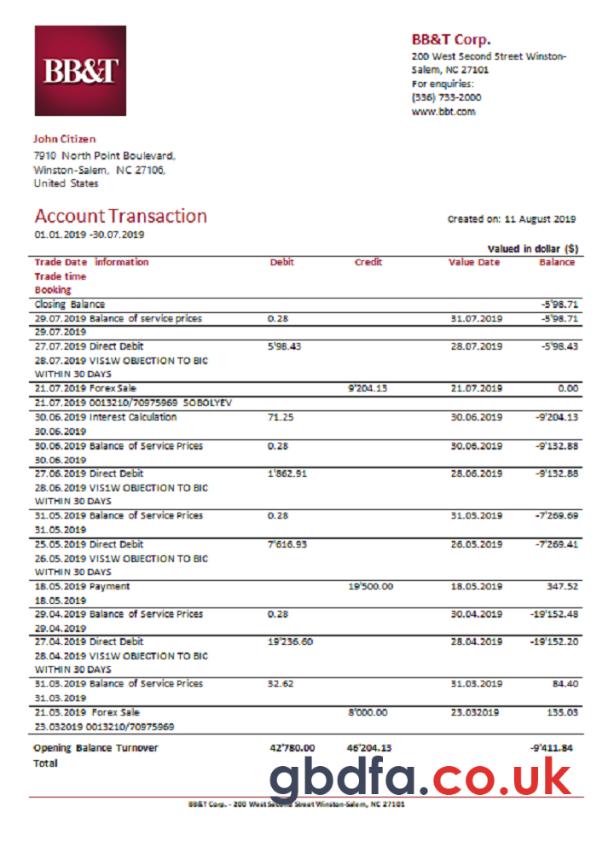 BB&T
BB&T Corp.
200 West Second Street Winston-
Salem, NC 27101
For enquiries:
(336) 733-2000
www.bbt.com
John Citizen
7910 North Point Boulevard,
Winston-Salem, NC 27106,
United States
Account Transaction
Created on: 11 August 2019
01.01.2019 -30.07.2019
Valued in dollar ($)
Trade Date information Debit Credit Value Date Balance
Trade time
Booking
Closing Balance -5'98.71
29.07.2019 Balance of service prices 0.28 31.07.2019 -5'98.71
29.07.2019
27.07.2019 Direct Debit 5'98.43 28.07.2019 -5'98.43
28.07.2019 VIS1W OBJECTION TO BIC
WITHIN 30 DAYS
21.07.2019 Forex Sale 9'204.13 21.07.2019 0.00
21.07.2019 0013210/70975969 SOBOLYEV
30.06.2019 Interest Calculation 71.25 30.06.2019 -9'204.13
30.06.2019
30.06.2019 Balance of Service Prices 0.28 30.06.2019 -9'132.88
30.06.2019
27.06.2019 Direct Debit 1'862.91 28.06.2019 -9'132.88
28.06.2019 VIS1W OBJECTION TO BIC
WITHIN 30 DAYS
31.05.2019 Balance of Service Prices 0.28 31.05.2019 -7'269.69
31.05.2019
25.05.2019 Direct Debit 7'616.93 26.05.2019 -7'269.41
26.05.2019 VIS1W OBJECTION TO BIC
WITHIN 30 DAYS
18.05.2019 Payment 19'500.00 18.05.2019 347.52
18.05.2019
29.04.2019 Balance of Service Prices 0.28 30.04.2019 -19'152.48
29.04.2019
27.04.2019 Direct Debit 19'236.60 28.04.2019 -19'152.20
28.04.2019 VIS1W OBJECTION TO BIC
WITHIN 30 DAYS
31.03.2019 Balance of Service Prices 32.62 31.03.2019 84.40
31.03.2019
21.03.2019 Forex Sale 8'000.00 23.032019 135.03
23.032019 0013210/70975969
Opening Balance Turnover 42'780.00 46'204.13 -9'411.84
Total
gbdfa.co.uk
BB&T Corp. - 200 West Second Street Winston-Salem, NC 27101